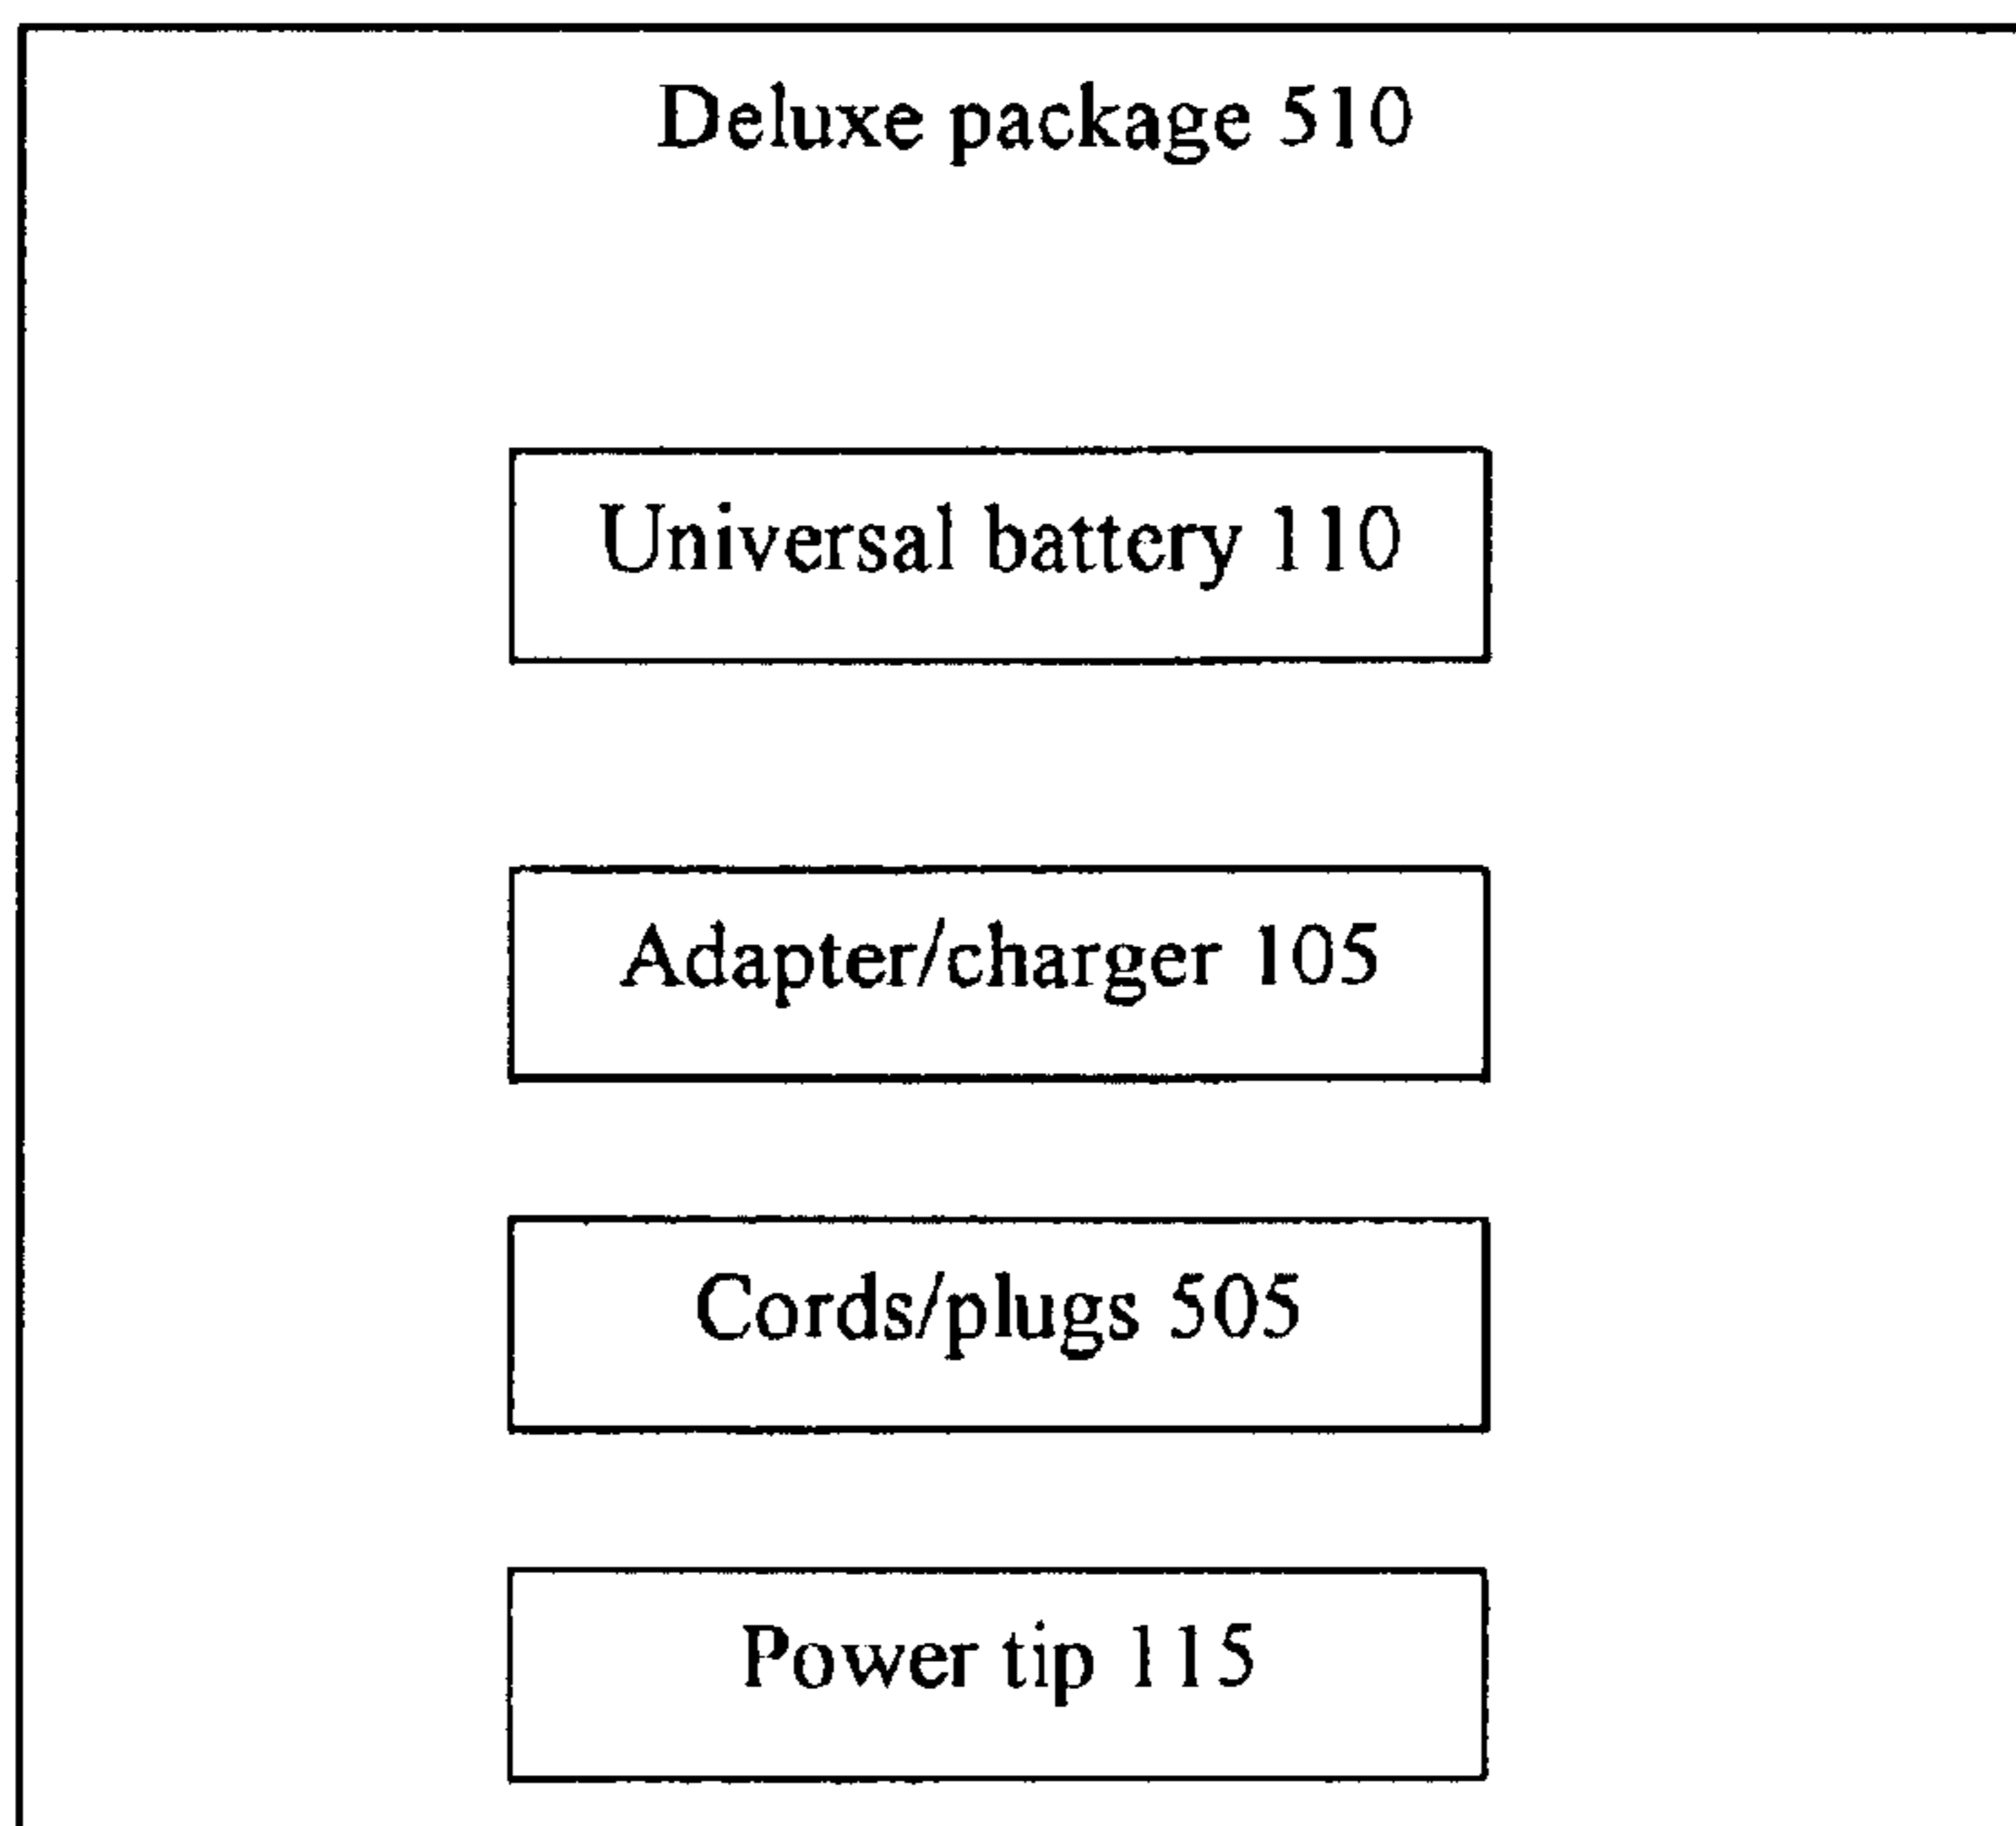 Deluxe package 510
Universal battery 110
Adapter/charger 105
Cords/plugs 505
Power tip 115